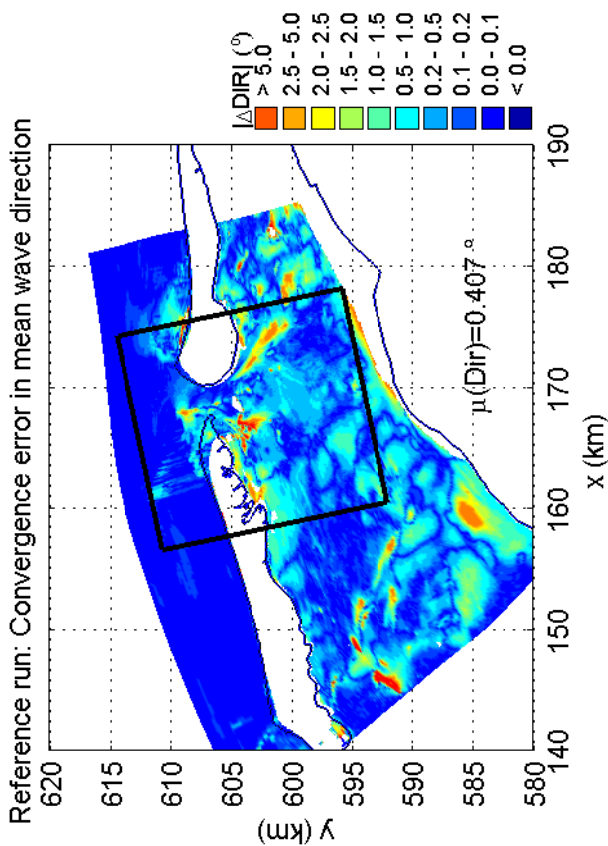 Reference run: Convergence error in mean wave direction
|△DIR| (°)
> 5.0
2.5 - 5.0
2.0 - 2.5
1.5 - 2.0
1.0 - 1.5
0.5 - 1.0
0.2 - 0.5
0.1 - 0.2
0.0 - 0.1
< 0.0
620
615
610
605
600
595
590
585
580
y (km)
μ(Dir)=0.407°
140 150 160 170 180 190
x (km)